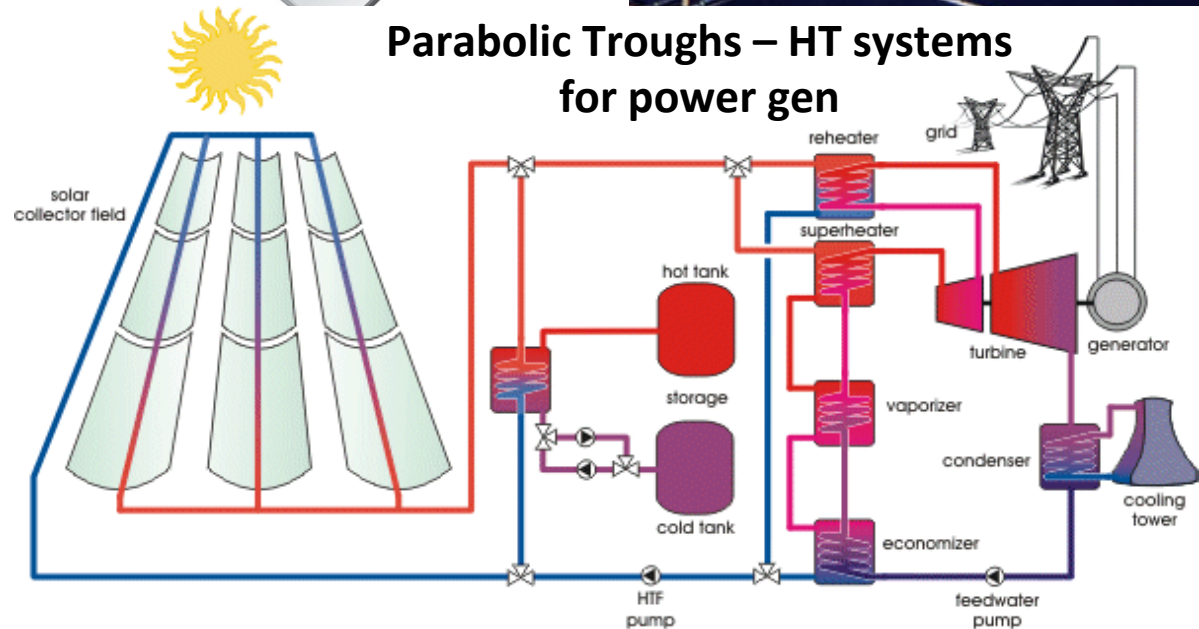 Parabolic Troughs – HT systems
for power gen
solar
collector field
grid
reheater
superheater
hot tank
storage
turbine
generator
vaporizer
condenser
cooling
tower
cold tank
economizer
HTF
pump
feedwater
pump